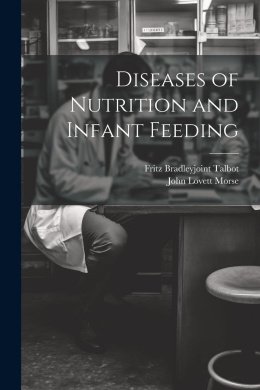 Diseases of
Nutrition and
Infant Feeding
Fritz Bradleyjoint Talbot
John Lovett Morse